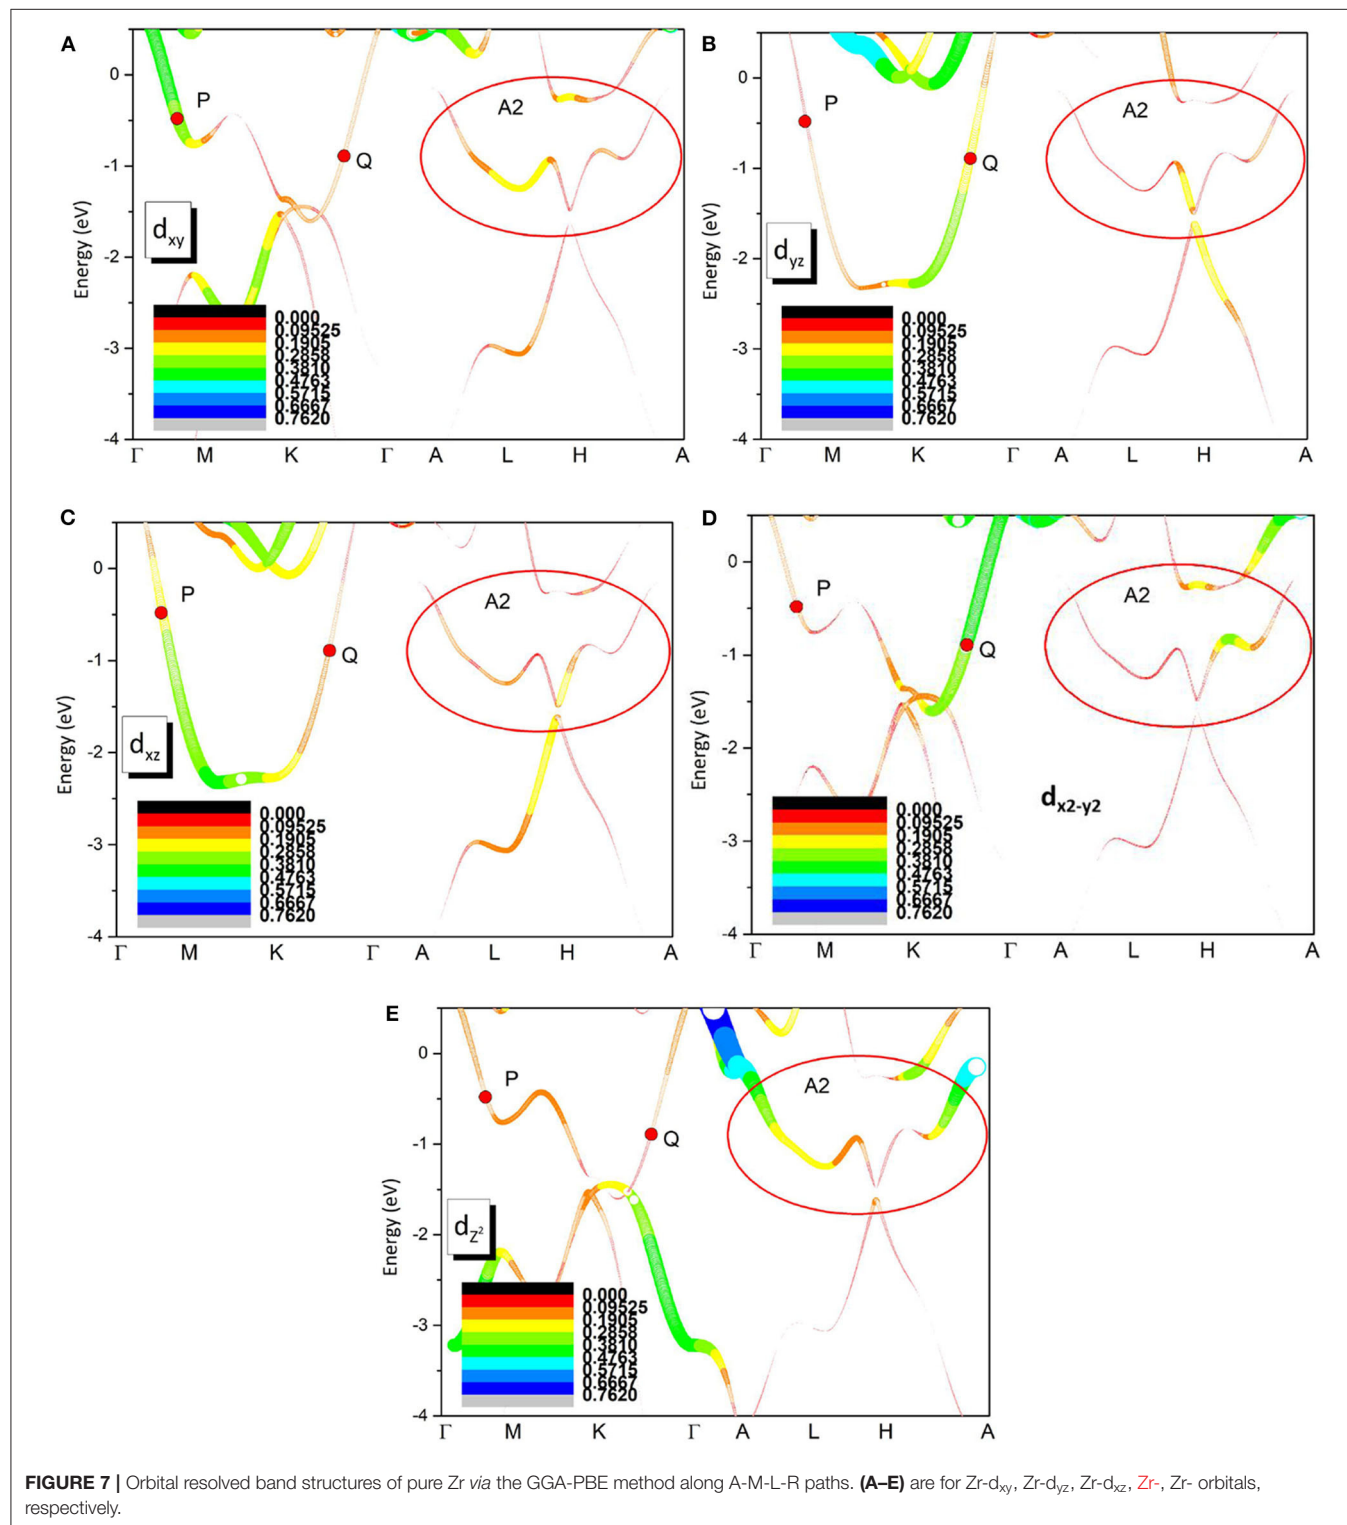 A
0
-1
-2
-3
-4
Energy (eV)
P
Q
A2
d_xy
0.000
0.09525
0.1905
0.2858
0.3810
0.4763
0.5715
0.6667
0.7620
Γ M K Γ A L H A
B
0
-1
-2
-3
-4
Energy (eV)
P
Q
A2
d_yz
0.000
0.09525
0.1905
0.2858
0.3810
0.4763
0.5715
0.6667
0.7620
Γ M K Γ A L H A
C
0
-1
-2
-3
-4
Energy (eV)
P
Q
A2
d_xz
0.000
0.09525
0.1905
0.2858
0.3810
0.4763
0.5715
0.6667
0.7620
Γ M K Γ A L H A
D
0
-1
-2
-3
-4
Energy (eV)
P
Q
A2
d_x2-y2
0.000
0.09525
0.1905
0.2858
0.3810
0.4763
0.5715
0.6667
0.7620
Γ M K Γ A L H A
E
0
-1
-2
-3
-4
Energy (eV)
P
Q
A2
d_Z²
0.000
0.09525
0.1905
0.2858
0.3810
0.4763
0.5715
0.6667
0.7620
Γ M K Γ A L H A
FIGURE 7 | Orbital resolved band structures of pure Zr via the GGA-PBE method along A-M-L-R paths. (A–E) are for Zr-d_xy, Zr-d_yz, Zr-d_xz, Zr-, Zr- orbitals,
respectively.